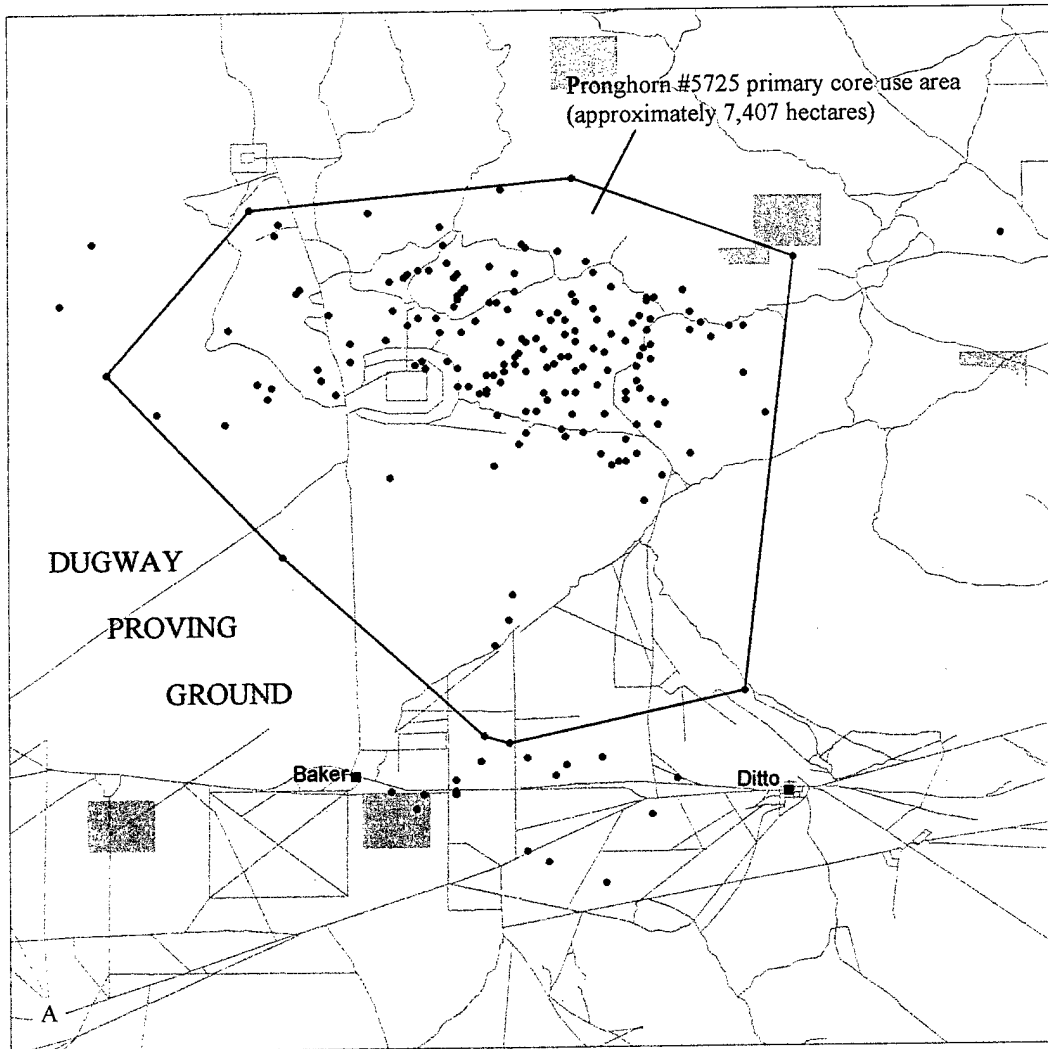 Pronghorn #5725 primary core use area
(approximately 7,407 hectares)
DUGWAY
PROVING
GROUND
Baker
Ditto
A